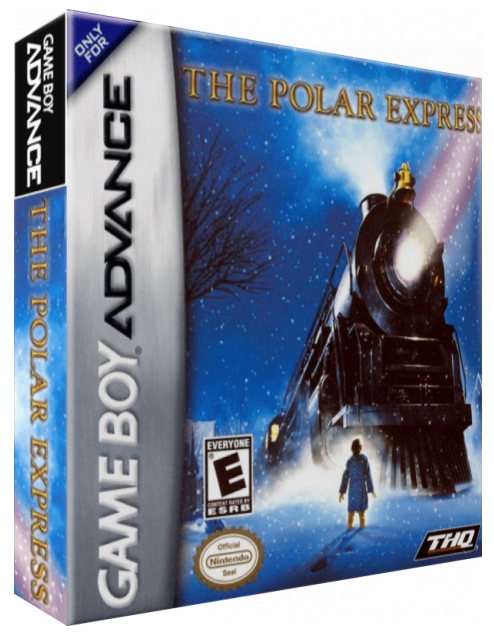 GAME BOY
ADVANCE
THE POLAR EXPRESS
ONLY
FOR
GAME BOY ADVANCE
THE POLAR EXPRESS
EVERYONE
E
CONTENT RATED BY
ESRB
Official
Nintendo
Seal
THQ